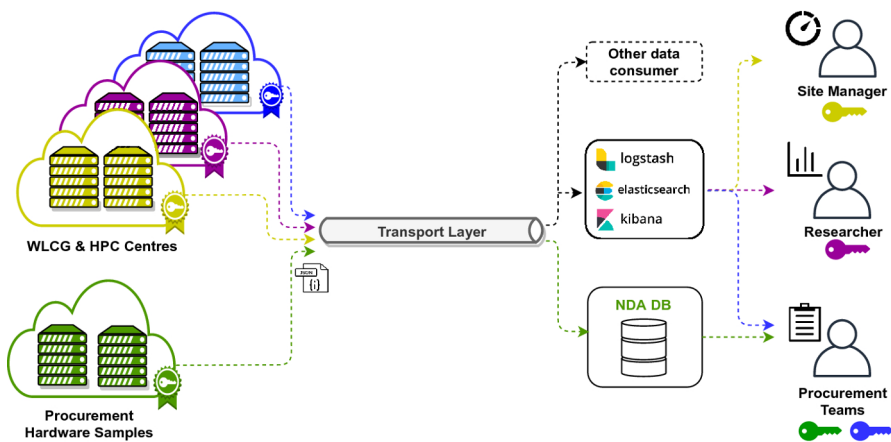 Other data
consumer
Site Manager
logstash
elasticsearch
kibana
WLCG & HPC Centres
Transport Layer
Researcher
JSON
{;}
NDA DB
Procurement
Hardware Samples
Procurement
Teams